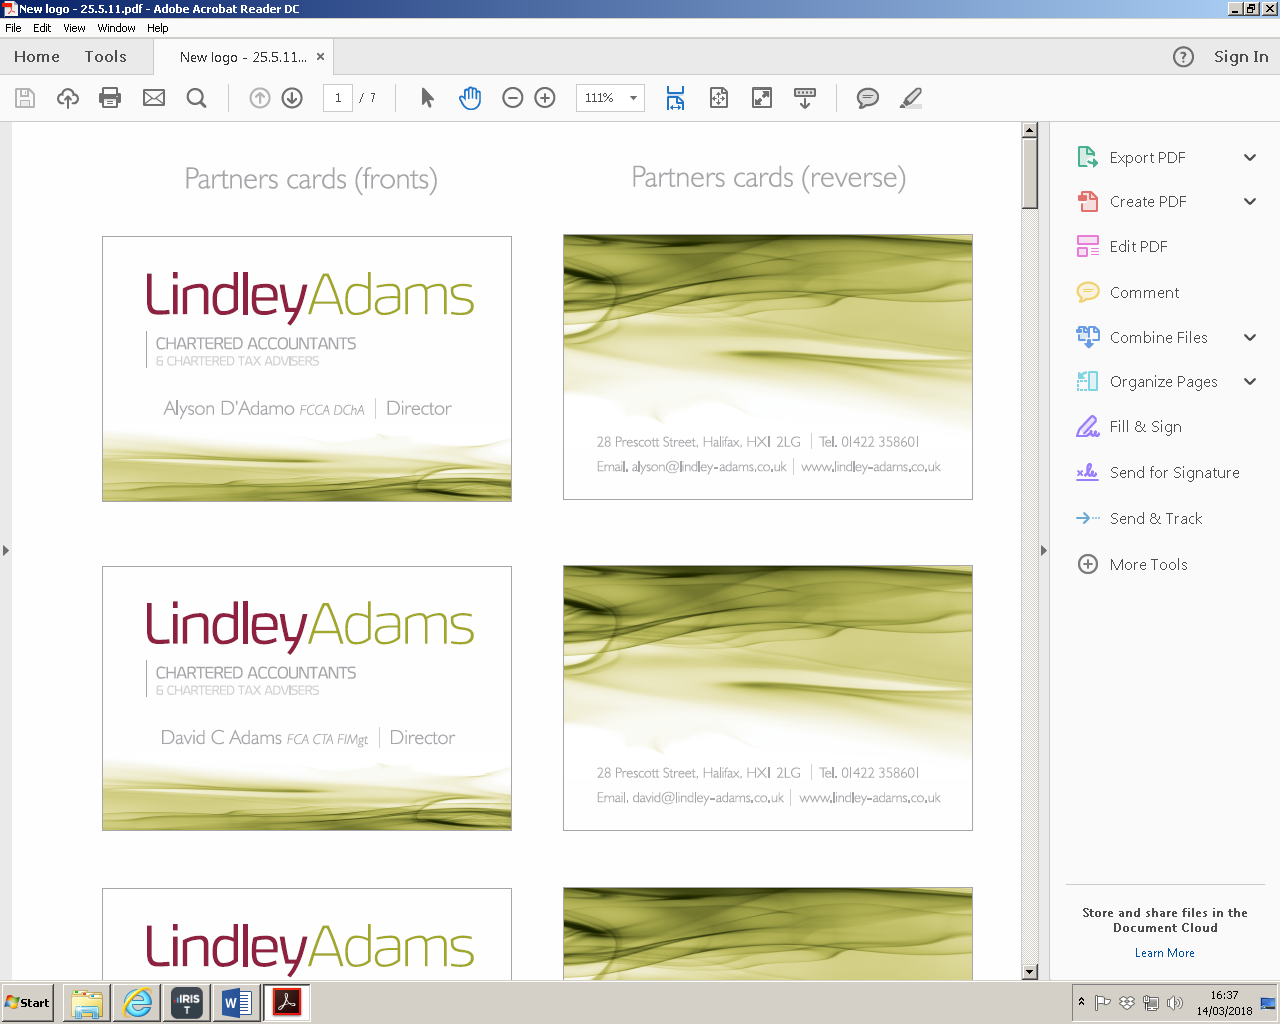 New logo - 25.5.11.pdf - Adobe Acrobat Reader DC
File Edit View Window Help
Home Tools New logo - 25.5.11... × Sign In
1 / 7 111%
Partners cards (fronts)
Partners cards (reverse)
LindleyAdams
CHARTERED ACCOUNTANTS
& CHARTERED TAX ADVISERS
Alyson D'Adamo FCCA DChA | Director
28 Prescott Street, Halifax, HX1 2LG | Tel. 01422 358601
Email. alyson@lindley-adams.co.uk | www.lindley-adams.co.uk
LindleyAdams
CHARTERED ACCOUNTANTS
& CHARTERED TAX ADVISERS
David C Adams FCA CTA FIMgt | Director
28 Prescott Street, Halifax, HX1 2LG | Tel. 01422 358601
Email. david@lindley-adams.co.uk | www.lindley-adams.co.uk
LindleyAdams
Export PDF
Create PDF
Edit PDF
Comment
Combine Files
Organize Pages
Fill & Sign
Send for Signature
Send & Track
More Tools
Store and share files in the
Document Cloud
Learn More
Start
IRIS
T
16:37
14/03/2018